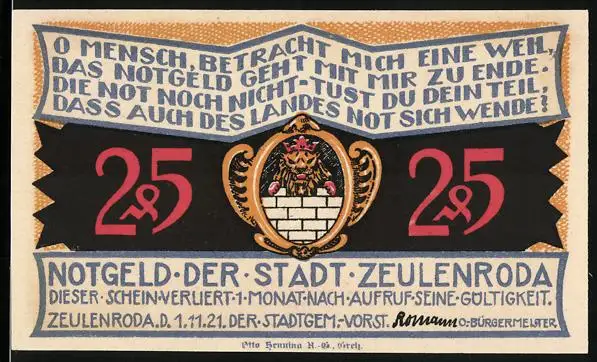 O MENSCH, BETRACHT MICH EINE WEIL,
DAS NOTGELD GEHT MIT MIR ZU ENDE.
DIE NOT NOCH NICHT-TUST DU DEIN TEIL,
DASS AUCH DES LANDES NOT SICH WENDE?
25 25
NOTGELD·DER·STADT·ZEULENRODA
DIESER·SCHEIN·VERLIERT·1·MONAT·NACH·AUFRUF·SEINE·GÜLTIGKEIT.
ZEULENRODA,D. 1.11.21. DER·STADTGEM.-VORST. Romann O-BÜRGERMEISTER
Otto Henning A.-G., Greiz.